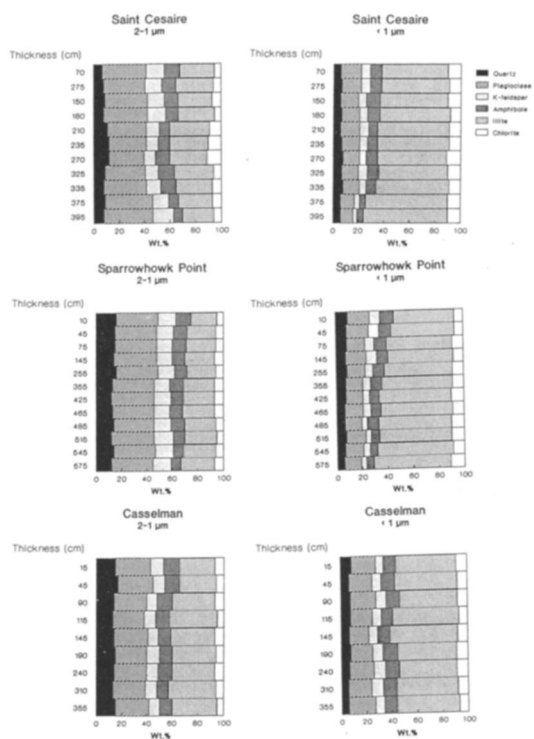 Saint Cesaire
2-1 µm
Thickness (cm)
70
275
150
180
210
235
270
325
335
375
395
0 20 40 60 80 100
Wt.%
Saint Cesaire
< 1 µm
Thickness (cm)
70
275
150
160
210
235
270
325
335
375
395
0 20 40 60 80 100
Wt.%
Quartz
Plagioclase
K-feldspar
Amphibole
Illite
Chlorite
Sparrowhowk Point
2-1 µm
Thickness (cm)
10
45
75
145
255
355
425
465
485
515
545
575
0 20 40 60 80 100
Wt.%
Sparrowhowk Point
< 1 µm
Thickness (cm)
10
45
75
145
255
355
425
465
485
515
545
575
0 20 40 60 80 100
Wt.%
Casselman
2-1 µm
Thickness (cm)
15
45
90
115
145
190
240
310
355
0 20 40 60 80 100
Wt.%
Casselman
< 1 µm
Thickness (cm)
15
45
90
115
145
190
240
310
355
0 20 40 60 80 100
Wt.%